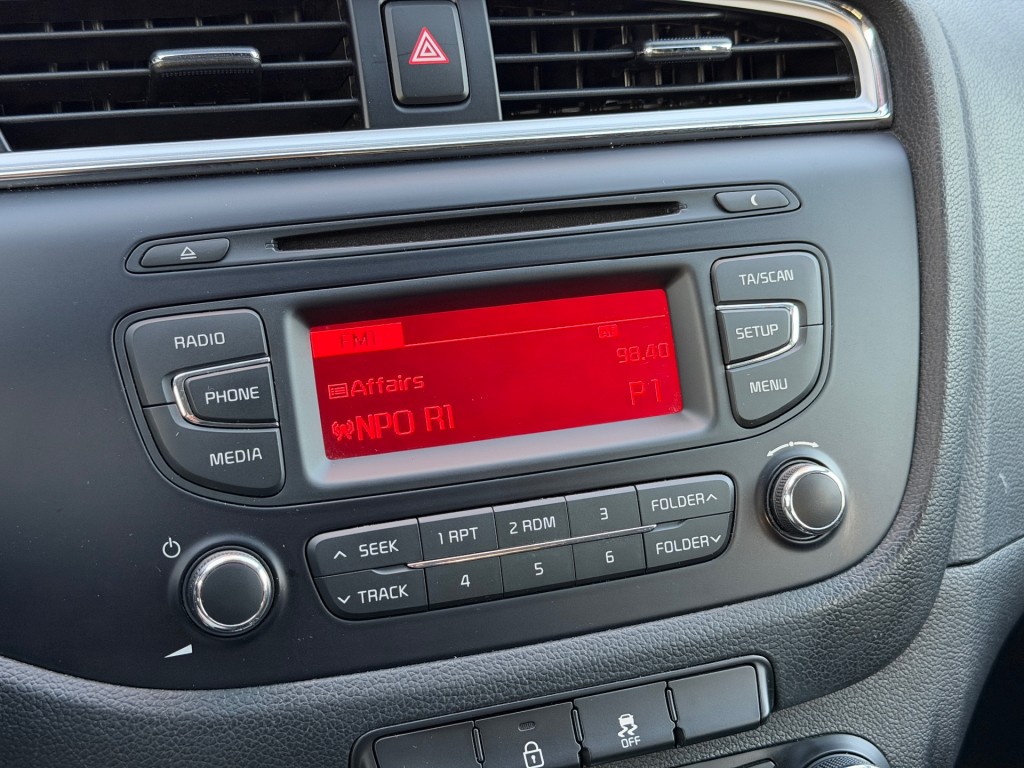 TA/SCAN
RADIO
FM1
98.40
SETUP
Affairs
PHONE
NPO R1
P1
MENU
MEDIA
SEEK
1 RPT
2 RDM
3
FOLDER
TRACK
4
5
6
FOLDER
OFF